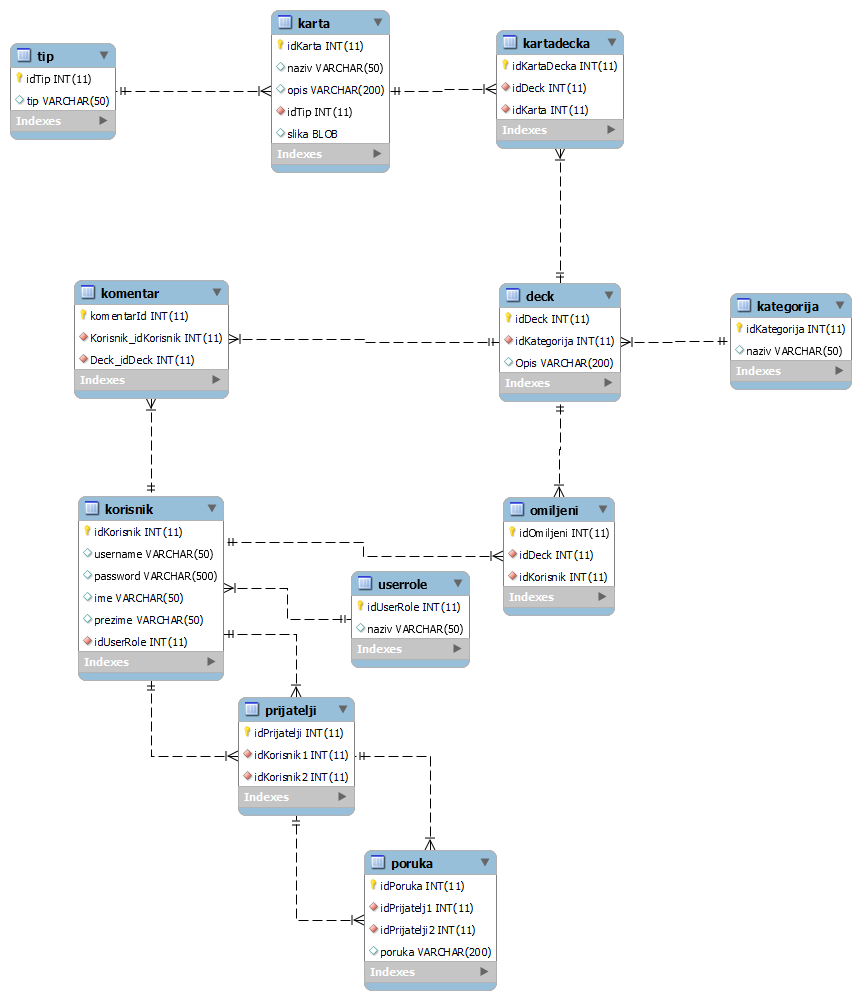 tip
idTip INT(11)
tip VARCHAR(50)
Indexes
karta
idKarta INT(11)
naziv VARCHAR(50)
opis VARCHAR(200)
idTip INT(11)
slika BLOB
Indexes
kartadecka
idKartaDecka INT(11)
idDeck INT(11)
idKarta INT(11)
Indexes
komentar
komentarId INT(11)
Korisnik_idKorisnik INT(11)
Deck_idDeck INT(11)
Indexes
deck
idDeck INT(11)
idKategorija INT(11)
Opis VARCHAR(200)
Indexes
kategorija
idKategorija INT(11)
naziv VARCHAR(50)
Indexes
korisnik
idKorisnik INT(11)
username VARCHAR(50)
password VARCHAR(500)
ime VARCHAR(50)
prezime VARCHAR(50)
idUserRole INT(11)
Indexes
userrole
idUserRole INT(11)
naziv VARCHAR(50)
Indexes
omiljeni
idOmiljeni INT(11)
idDeck INT(11)
idKorisnik INT(11)
Indexes
prijatelji
idPrijatelji INT(11)
idKorisnik1 INT(11)
idKorisnik2 INT(11)
Indexes
poruka
idPoruka INT(11)
idPrijatelj1 INT(11)
idPrijatelji2 INT(11)
poruka VARCHAR(200)
Indexes